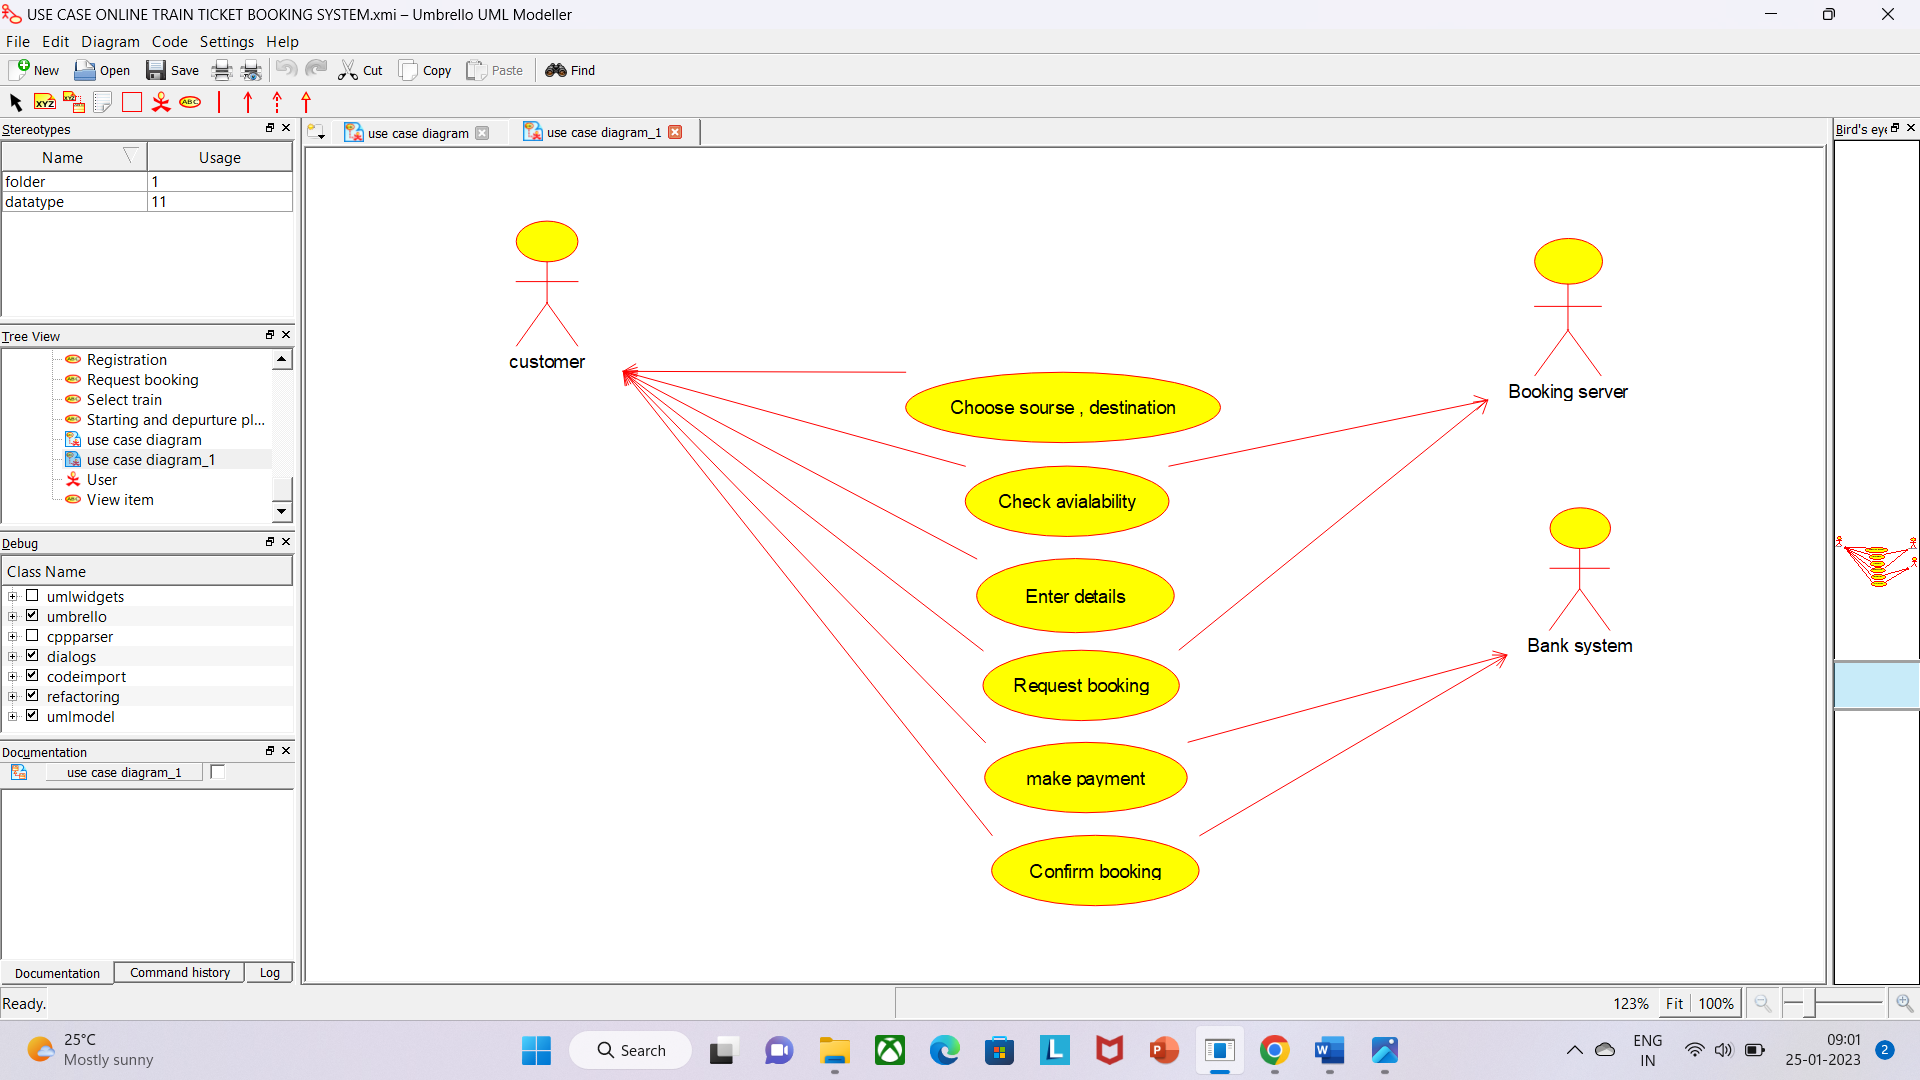 USE CASE ONLINE TRAIN TICKET BOOKING SYSTEM.xmi – Umbrello UML Modeller
File Edit Diagram Code Settings Help
New Open Save Cut Copy Paste Find
XYZ XYZ ABC
Stereotypes
Name Usage
folder 1
datatype 11
Tree View
Registration
Request booking
Select train
Starting and depurture pl...
use case diagram
use case diagram_1
User
View item
Debug
Class Name
umlwidgets
umbrello
cppparser
dialogs
codeimport
refactoring
umlmodel
Documentation
use case diagram_1
Documentation Command history Log
Ready.
use case diagram use case diagram_1
customer
Booking server
Bank system
Choose sourse , destination
Check avialability
Enter details
Request booking
make payment
Confirm booking
Bird's eye
123% Fit 100%
25°C
Mostly sunny
Search
ENG
IN
09:01
25-01-2023
2